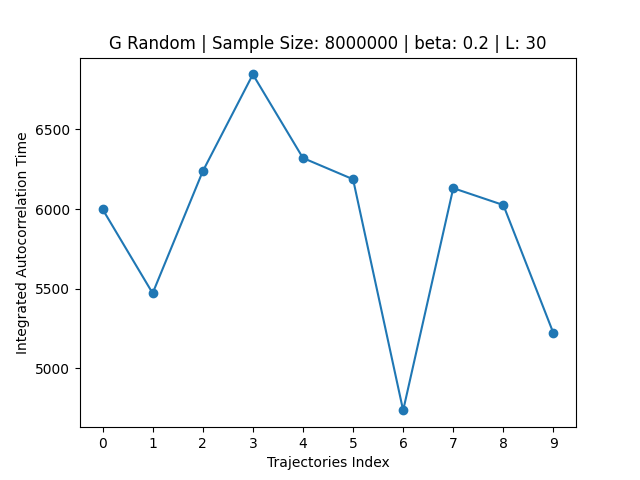 G Random | Sample Size: 8000000 | beta: 0.2 | L: 30
Integrated Autocorrelation Time
6500
6000
5500
5000
0 1 2 3 4 5 6 7 8 9
Trajectories Index